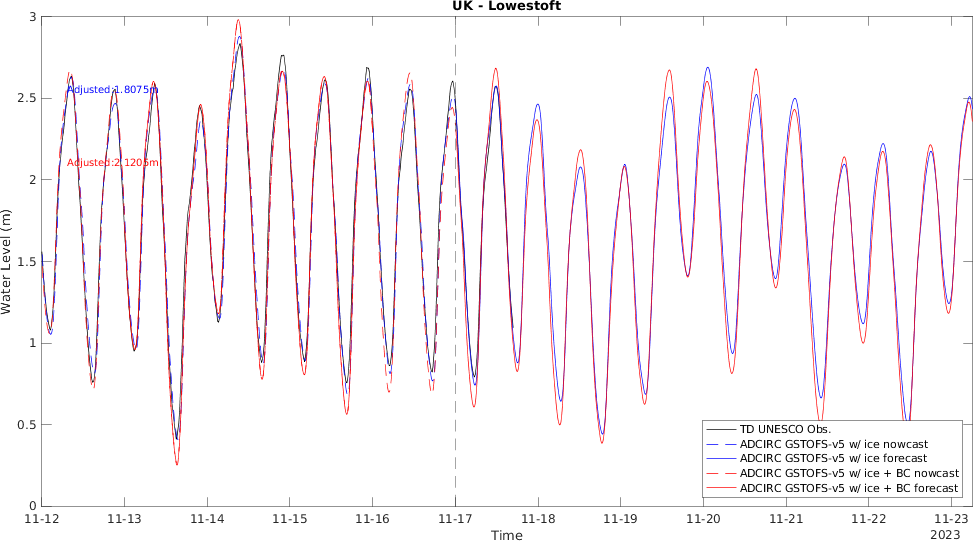 UK - Lowestoft
3
2.5
2
1.5
1
0.5
0
Water Level (m)
Adjusted:1.8075m
Adjusted:2.1205m
TD UNESCO Obs.
ADCIRC GSTOFS-v5 w/ ice nowcast
ADCIRC GSTOFS-v5 w/ ice forecast
ADCIRC GSTOFS-v5 w/ ice + BC nowcast
ADCIRC GSTOFS-v5 w/ ice + BC forecast
11-12 11-13 11-14 11-15 11-16 11-17 11-18 11-19 11-20 11-21 11-22 11-23
Time
2023